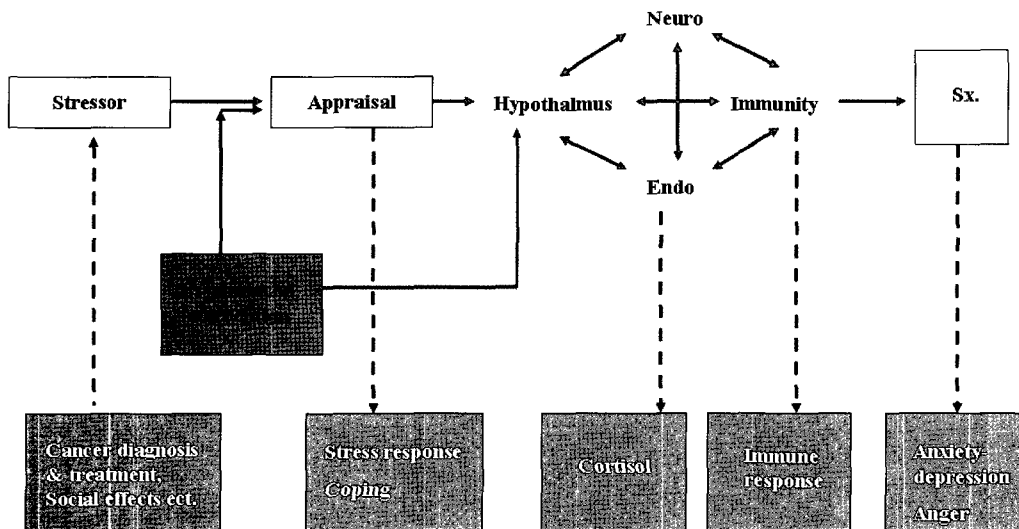 Neuro
Stressor
Appraisal
Hypothalmus
Immunity
Sx.
Endo
Cancer diagnosis
& treatment,
Social effects ect.
Stress response
Coping
Cortisol
Immune
response
Anxiety-
depression
Anger